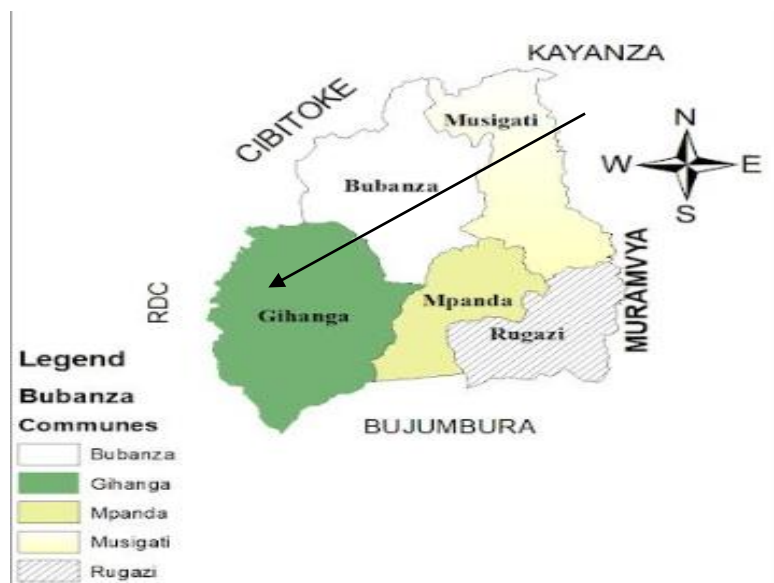 KAYANZA
CIBITOKE
Musigati
N
W
E
S
Bubanza
MURAMVYA
RDC
Gihanga
Mpanda
Rugazi
BUJUMBURA
Legend
Bubanza
Communes
Bubanza
Gihanga
Mpanda
Musigati
Rugazi